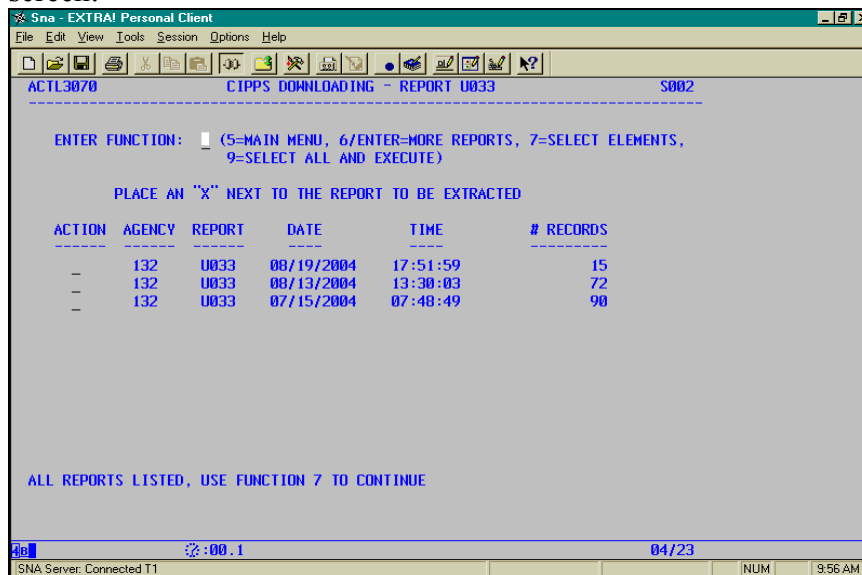 screen.
Sna - EXTRA! Personal Client
File Edit View Tools Session Options Help
ACTL3070 CIPPS DOWNLOADING - REPORT U033 S002
ENTER FUNCTION: _ (5=MAIN MENU, 6/ENTER=MORE REPORTS, 7=SELECT ELEMENTS,
9=SELECT ALL AND EXECUTE)
PLACE AN "X" NEXT TO THE REPORT TO BE EXTRACTED
ACTION AGENCY REPORT DATE TIME # RECORDS
------ ------ ------ ---- ---- ---------
_ 132 U033 08/19/2004 17:51:59 15
_ 132 U033 08/13/2004 13:30:03 72
_ 132 U033 07/15/2004 07:48:49 90
ALL REPORTS LISTED, USE FUNCTION 7 TO CONTINUE
4B :00.1 04/23
SNA Server: Connected T1 NUM 9:56 AM